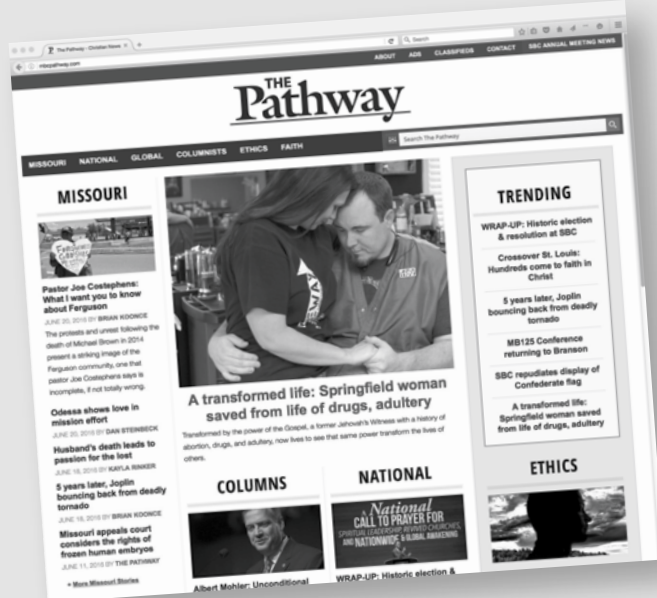 The Pathway - Christian News
mbcpathway.com
Search
ABOUT ADS CLASSIFIEDS CONTACT SBC ANNUAL MEETING NEWS
THE
Pathway
MISSOURI NATIONAL GLOBAL COLUMNISTS ETHICS FAITH
Search The Pathway
MISSOURI
Pastor Joe Costephens:
What I want you to know
about Ferguson
JUNE 20, 2016 BY BRIAN KOONCE
The protests and unrest following the
death of Michael Brown in 2014
present a striking image of the
Ferguson community, one that
pastor Joe Costephens says is
incomplete, if not totally wrong.
Odessa shows love in
mission effort
JUNE 20, 2016 BY DAN STEINBECK
Husband's death leads to
passion for the lost
JUNE 18, 2016 BY KAYLA RINKER
5 years later, Joplin
bouncing back from deadly
tornado
JUNE 18, 2016 BY BRIAN KOONCE
Missouri appeals court
considers the rights of
frozen human embryos
JUNE 11, 2016 BY THE PATHWAY
+ More Missouri Stories
A transformed life: Springfield woman
saved from life of drugs, adultery
Transformed by the power of the Gospel, a former Jehovah's Witness with a history of
abortion, drugs, and adultery, now lives to see that same power transform the lives of
others.
COLUMNS
Albert Mohler: Unconditional
NATIONAL
A National
CALL TO PRAYER FOR
SPIRITUAL LEADERSHIP, REVIVED CHURCHES,
AND NATIONWIDE & GLOBAL AWAKENING
WRAP-UP: Historic election &
TRENDING
WRAP-UP: Historic election
& resolution at SBC
Crossover St. Louis:
Hundreds come to faith in
Christ
5 years later, Joplin
bouncing back from deadly
tornado
MB125 Conference
returning to Branson
SBC repudiates display of
Confederate flag
A transformed life:
Springfield woman saved
from life of drugs, adultery
ETHICS